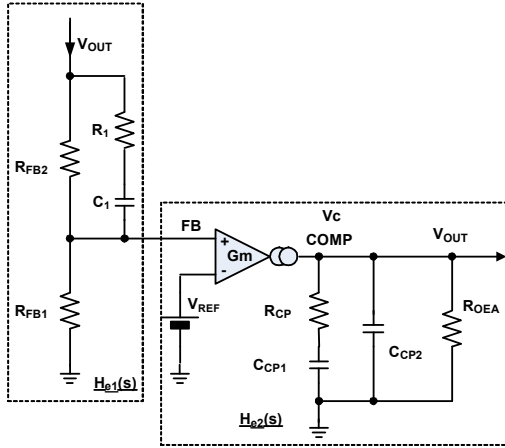 VOUT
R1
RFB2
C1
FB
Vc
COMP
VOUT
+
Gm
-
VREF
RCP
ROEA
RFB1
CCP1
CCP2
He1(s)
He2(s)